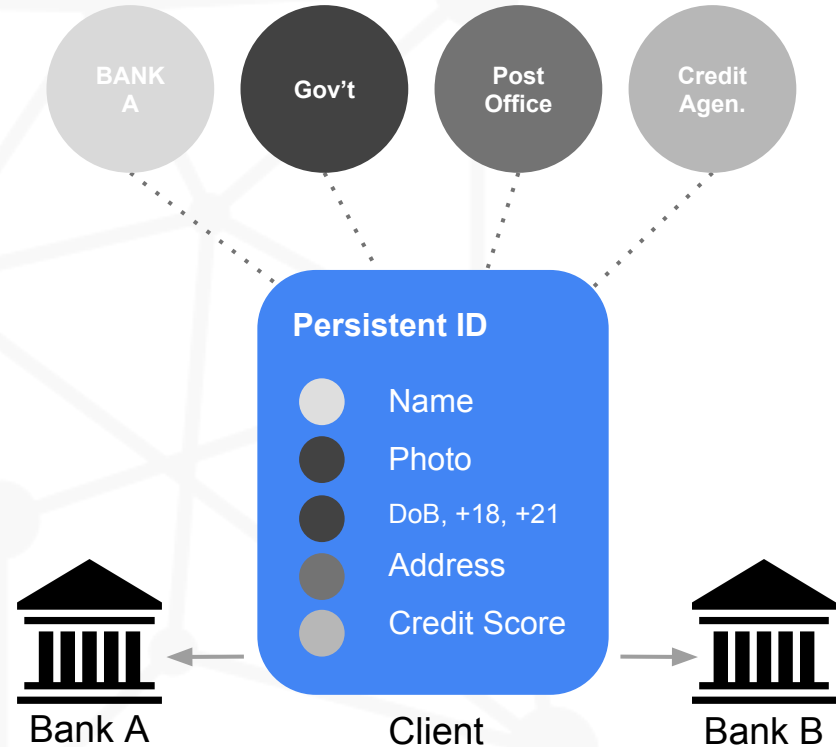 BANK
A
Gov't
Post
Office
Credit
Agen.
Persistent ID
Name
Photo
DoB, +18, +21
Address
Credit Score
Bank A
Client
Bank B